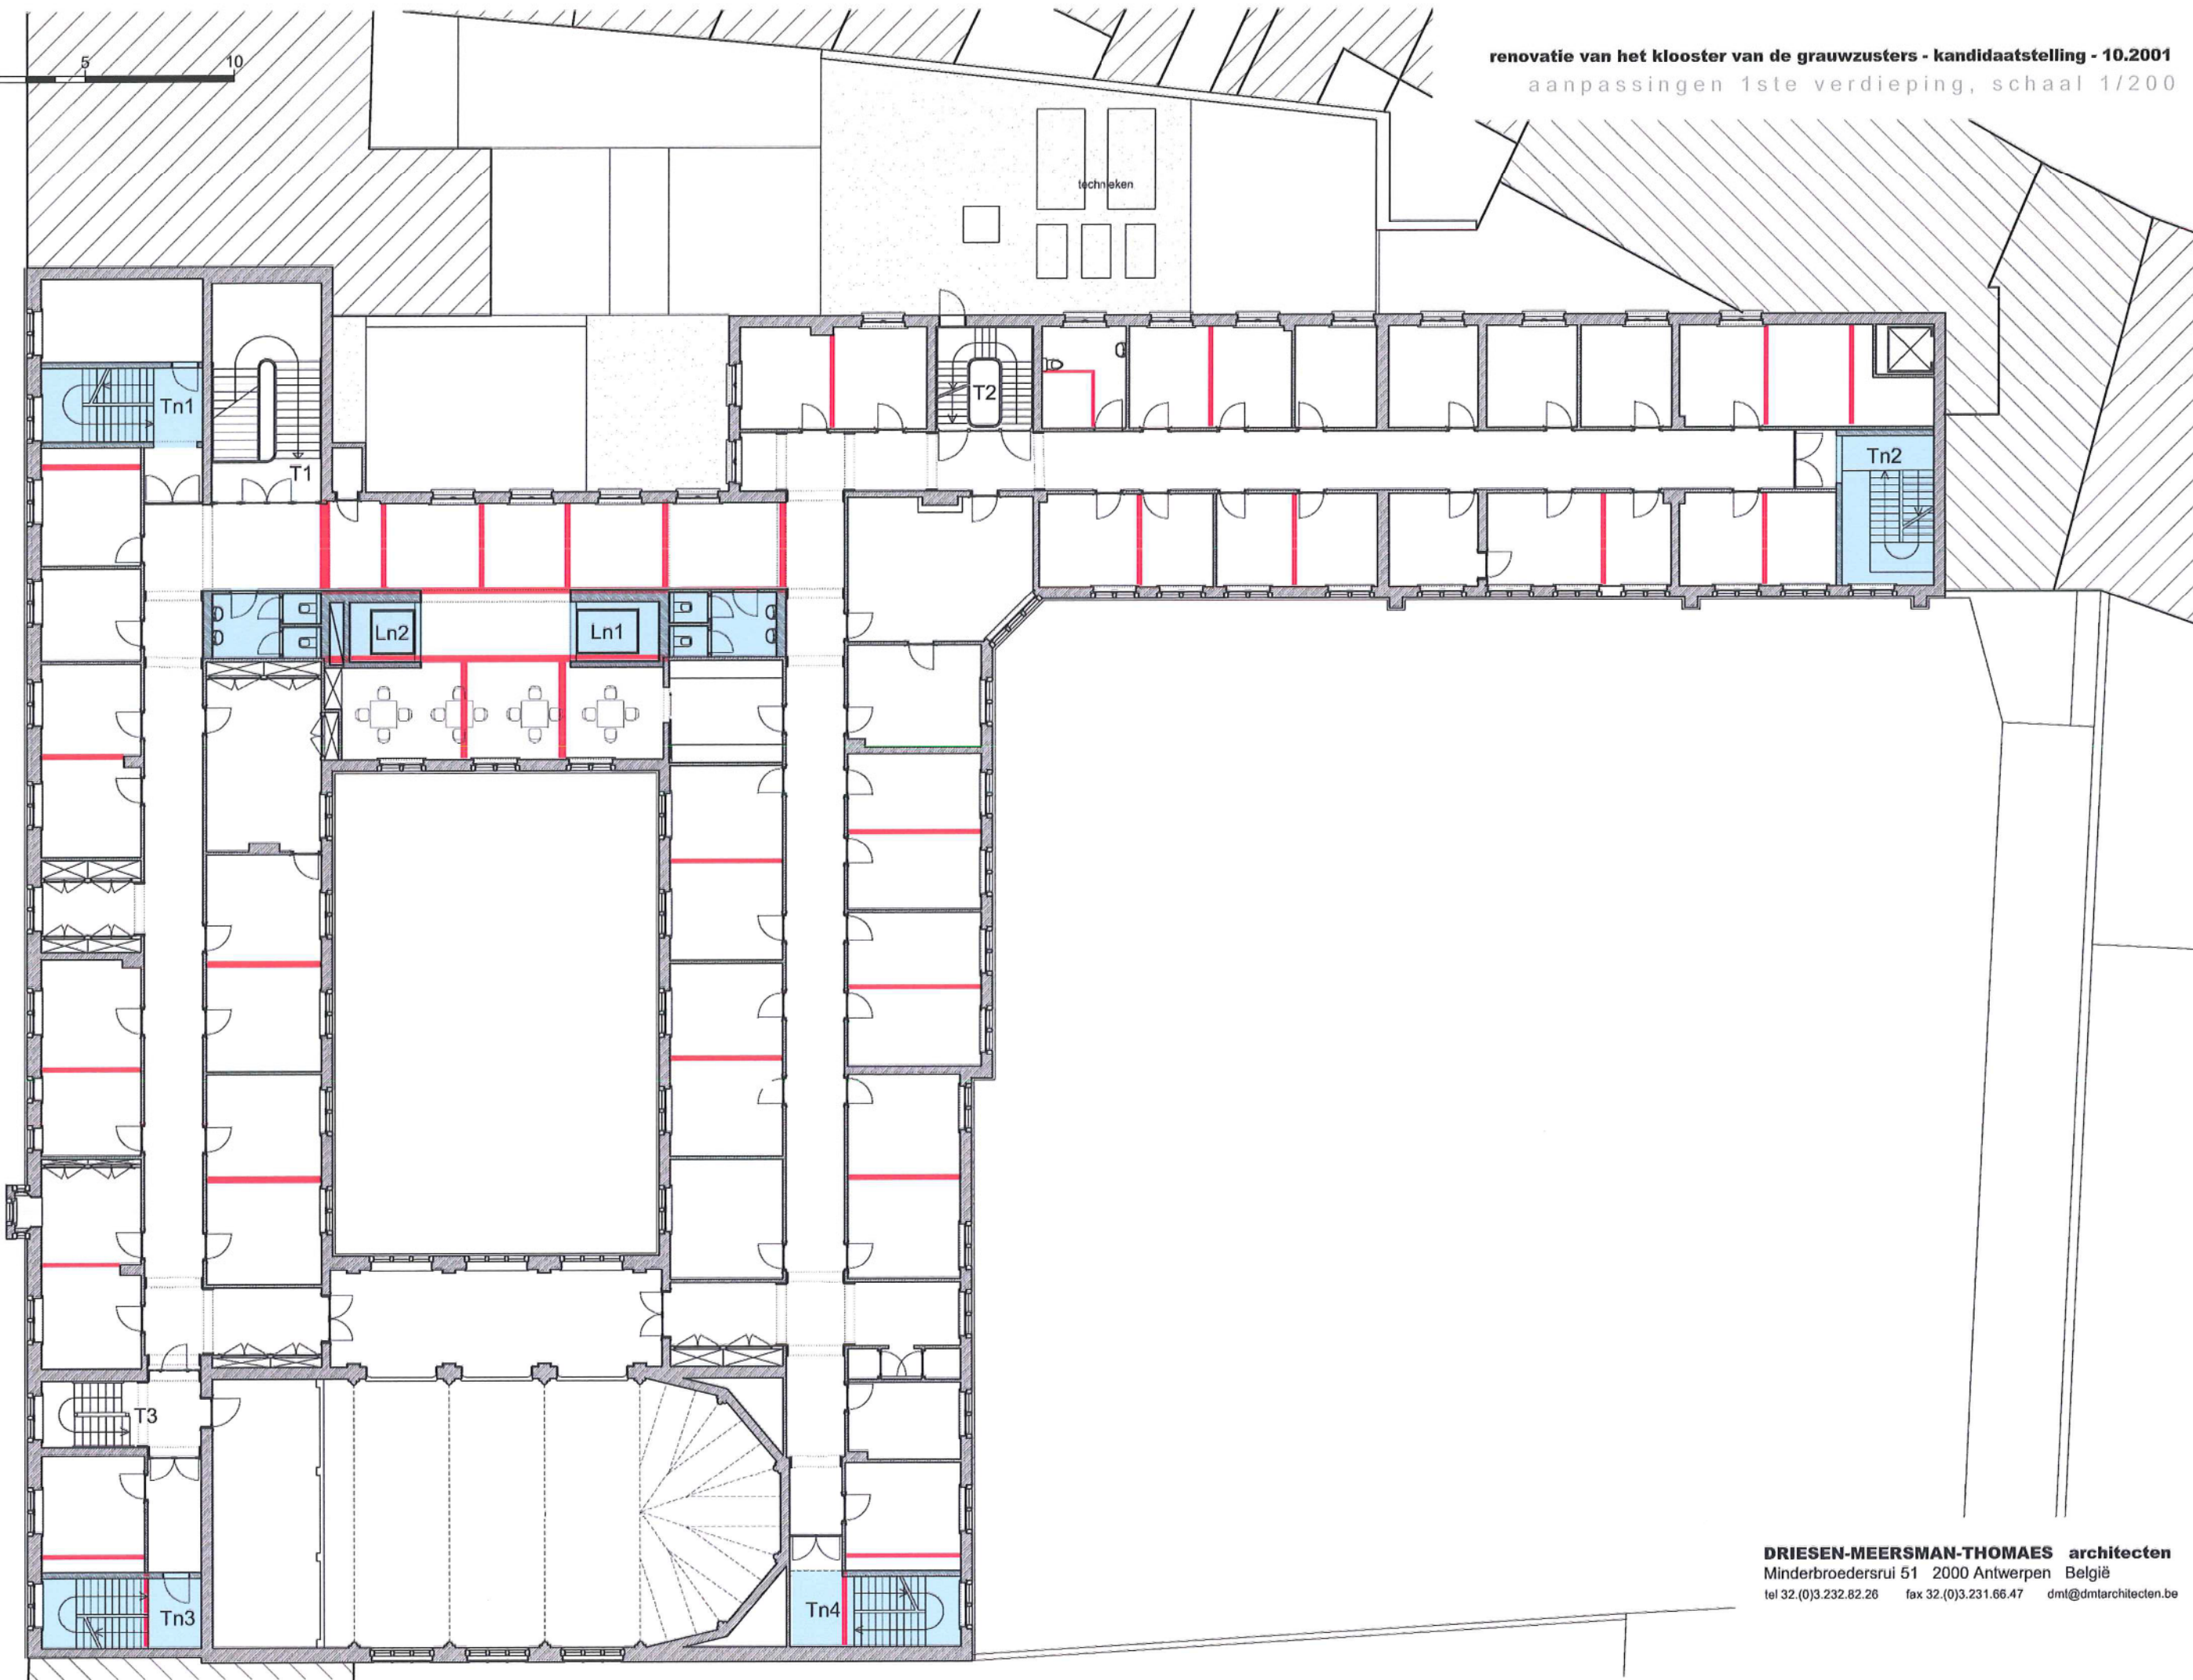 5 10
renovatie van het klooster van de grauwzusters - kandidaatstelling - 10.2001
aanpassingen 1ste verdieping, schaal 1/200
technieken
Tn1
T1
T2
Tn2
Ln2
Ln1
T3
Tn3
Tn4
DRIESEN-MEERSMAN-THOMAES architecten
Minderbroedersrui 51 2000 Antwerpen België
tel 32.(0)3.232.82.26 fax 32.(0)3.231.66.47 dmt@dmtarchitecten.be